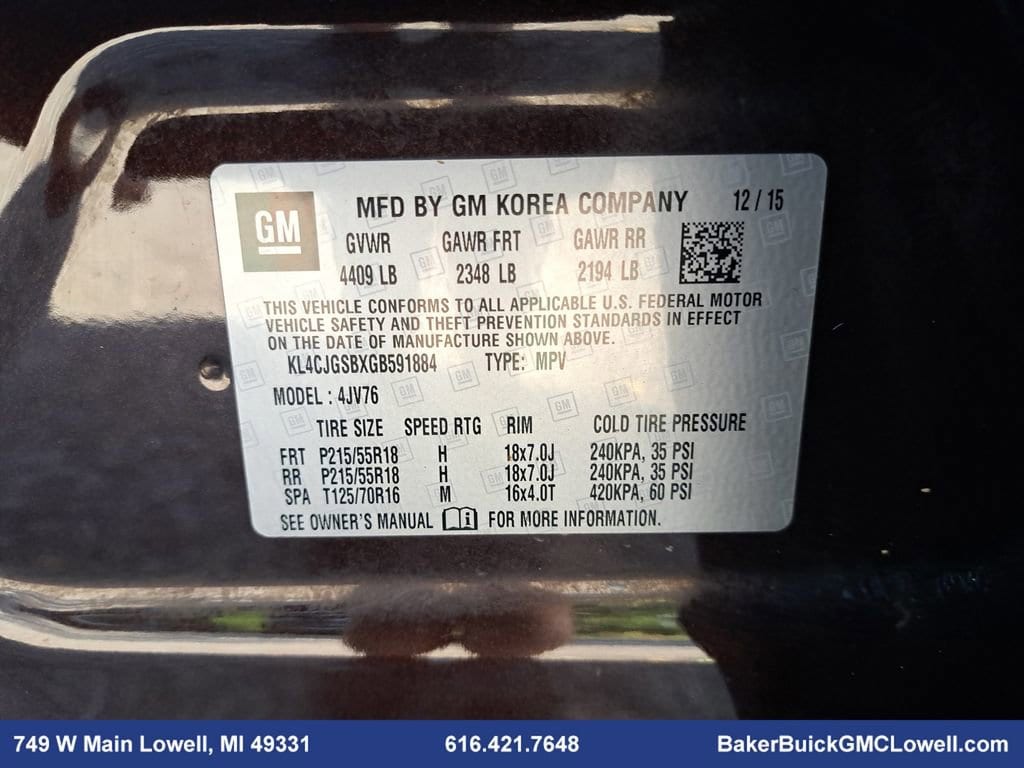 GM
MFD BY GM KOREA COMPANY 12 / 15
GVWR GAWR FRT GAWR RR
4409 LB 2348 LB 2194 LB
THIS VEHICLE CONFORMS TO ALL APPLICABLE U.S. FEDERAL MOTOR
VEHICLE SAFETY AND THEFT PREVENTION STANDARDS IN EFFECT
ON THE DATE OF MANUFACTURE SHOWN ABOVE.
KL4CJGSBXGB591884 TYPE: MPV
MODEL : 4JV76
TIRE SIZE SPEED RTG RIM COLD TIRE PRESSURE
FRT P215/55R18 H 18x7.0J 240KPA, 35 PSI
RR P215/55R18 H 18x7.0J 240KPA, 35 PSI
SPA T125/70R16 M 16x4.0T 420KPA, 60 PSI
SEE OWNER'S MANUAL FOR MORE INFORMATION.
749 W Main Lowell, MI 49331 616.421.7648 BakerBuickGMCLowell.com